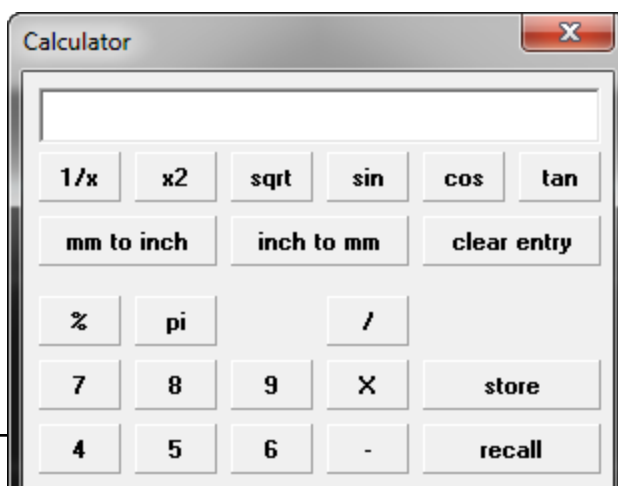 Calculator
1/x x2 sqrt sin cos tan
mm to inch inch to mm clear entry
% pi /
7 8 9 X store
4 5 6 - recall